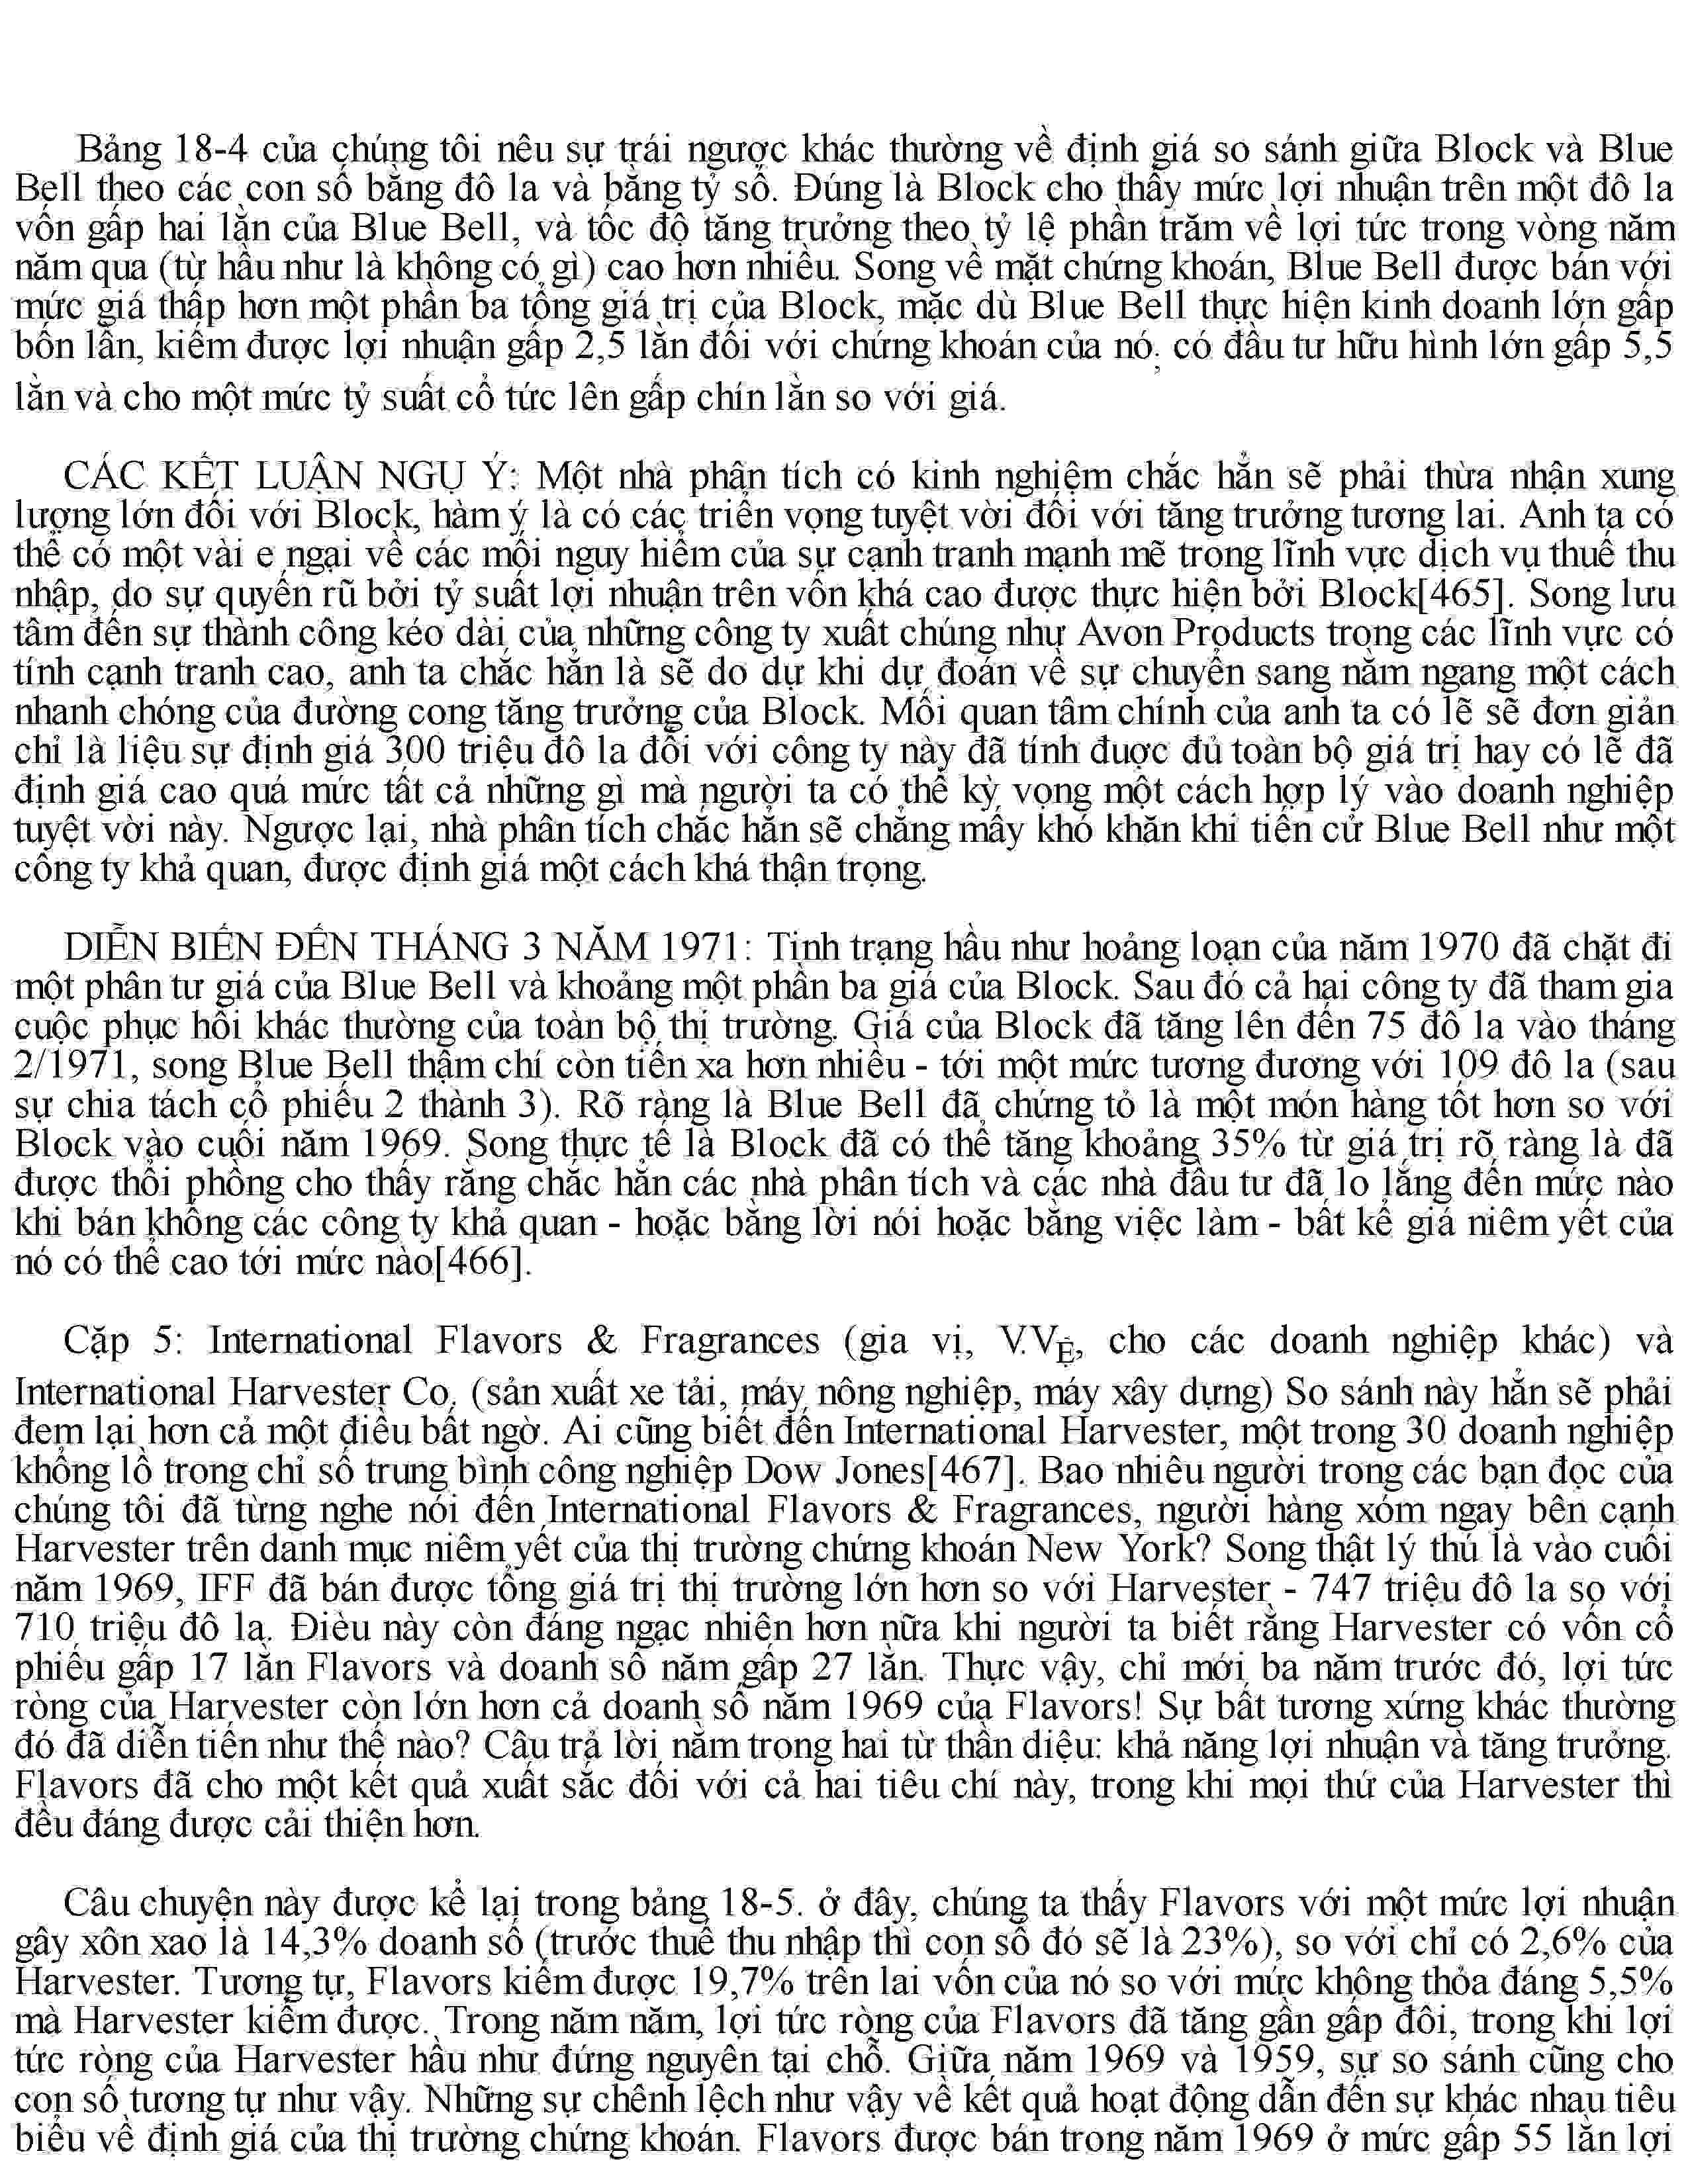 Bảng 18-4 của chúng tôi nêu sự trái ngược khác thường về định giá so sánh giữa Block và Blue
Bell theo các con số bằng đô la và bằng tỷ số. Đúng là Block cho thấy mức lợi nhuận trên một đô la
vốn gấp hai lần của Blue Bell, và tốc độ tăng trưởng theo tỷ lệ phần trăm về lợi tức trong vòng năm
năm qua (từ hầu như là không có gì) cao hơn nhiều. Song về mặt chứng khoán, Blue Bell được bán với
mức giá thấp hơn một phần ba tổng giá trị của Block, mặc dù Blue Bell thực hiện kinh doanh lớn gấp
bốn lần, kiếm được lợi nhuận gấp 2,5 lần đối với chứng khoán của nó, có đầu tư hữu hình lớn gấp 5,5
lần và cho một mức tỷ suất cổ tức lên gấp chín lần so với giá.
CÁC KẾT LUẬN NGỤ Ý: Một nhà phân tích có kinh nghiệm chắc hẳn sẽ phải thừa nhận xung
lượng lớn đối với Block, hàm ý là có các triển vọng tuyệt vời đối với tăng trưởng tương lai. Anh ta có
thể có một vài e ngại về các mối nguy hiểm của sự cạnh tranh mạnh mẽ trong lĩnh vực dịch vụ thuế thu
nhập, do sự quyến rũ bởi tỷ suất lợi nhuận trên vốn khá cao được thực hiện bởi Block[465]. Song lưu
tâm đến sự thành công kéo dài của những công ty xuất chúng như Avon Products trong các lĩnh vực có
tính cạnh tranh cao, anh ta chắc hẳn là sẽ do dự khi dự đoán về sự chuyển sang nằm ngang một cách
nhanh chóng của đường cong tăng trưởng của Block. Mối quan tâm chính của anh ta có lẽ sẽ đơn giản
chỉ là liệu sự định giá 300 triệu đô la đối với công ty này đã tính đuợc đủ toàn bộ giá trị hay có lẽ đã
định giá cao quá mức tất cả những gì mà người ta có thể kỳ vọng một cách hợp lý vào doanh nghiệp
tuyệt vời này. Ngược lại, nhà phân tích chắc hẳn sẽ chẳng mấy khó khăn khi tiến cử Blue Bell như một
công ty khả quan, được định giá một cách khá thận trọng.
DIỄN BIẾN ĐẾN THÁNG 3 NĂM 1971: Tình trạng hầu như hoảng loạn của năm 1970 đã chặt đi
một phân tư giá của Blue Bell và khoảng một phần ba giá của Block. Sau đó cả hai công ty đã tham gia
cuộc phục hồi khác thường của toàn bộ thị trường. Giá của Block đã tăng lên đến 75 đô la vào tháng
2/1971, song Blue Bell thậm chí còn tiến xa hơn nhiều - tới một mức tương đương với 109 đô la (sau
sự chia tách cổ phiếu 2 thành 3). Rõ ràng là Blue Bell đã chứng tỏ là một món hàng tốt hơn so với
Block vào cuối năm 1969. Song thực tế là Block đã có thể tăng khoảng 35% từ giá trị rõ ràng là đã
được thổi phồng cho thấy rằng chắc hẳn các nhà phân tích và các nhà đầu tư đã lo lắng đến mức nào
khi bán không các công ty khả quan - hoặc bằng lời nói hoặc bằng việc làm - bất kể giá niêm yết của
nó có thể cao tới mức nào[466].
Cặp 5: International Flavors & Fragrances (gia vị, V.VẸ, cho các doanh nghiệp khác) và
International Harvester Co. (sản xuất xe tải, máy nông nghiệp, máy xây dựng) So sánh này hẳn sẽ phải
đem lại hơn cả một điều bất ngờ. Ai cũng biết đến International Harvester, một trong 30 doanh nghiệp
khổng lồ trong chỉ số trung bình công nghiệp Dow Jones[467]. Bao nhiêu người trong các bạn đọc của
chúng tôi đã từng nghe nói đến International Flavors & Fragrances, người hàng xóm ngay bên cạnh
Harvester trên danh mục niêm yết của thị trường chứng khoán New York? Song thật lý thú là vào cuối
năm 1969, IFF đã bán được tổng giá trị thị trường lớn hơn so với Harvester - 747 triệu đô la so với
710 triệu đô la. Đièu này còn đáng ngạc nhiên hơn nữa khi người ta biết rằng Harvester có vốn cổ
phiếu gấp 17 lần Flavors và doanh số năm gấp 27 lần. Thực vậy, chỉ mới ba năm trước đó, lợi tức
ròng của Harvester còn lớn hơn cả doanh số năm 1969 của Flavors! Sự bất tương xứng khác thường
đó đã diễn tiến như thế nào? Câu trả lời nằm trong hai từ thần diệu: khả năng lợi nhuận và tăng trưởng.
Flavors đã cho một kết quả xuất sắc đối với cả hai tiêu chí này, trong khi mọi thứ của Harvester thì
đều đáng được cải thiện hơn.
Câu chuyện này được kể lại trong bảng 18-5. ở đây, chúng ta thấy Flavors với một mức lợi nhuận
gây xôn xao là 14,3% doanh số (trước thuế thu nhập thì con số đó sẽ là 23%), so với chỉ có 2,6% của
Harvester. Tương tự, Flavors kiếm được 19,7% trên lai vốn của nó so với mức không thỏa đáng 5,5%
mà Harvester kiếm được. Trong năm năm, lợi tức ròng của Flavors đã tăng gần gấp đôi, trong khi lợi
tức ròng của Harvester hầu như đứng nguyên tại chỗ. Giữa năm 1969 và 1959, sự so sánh cũng cho
con số tương tự như vậy. Những sự chênh lệch như vậy về kết quả hoạt động dẫn đến sự khác nhau tiêu
biểu về định giá của thị trường chứng khoán. Flavors được bán trong năm 1969 ở mức gấp 55 lần lợi